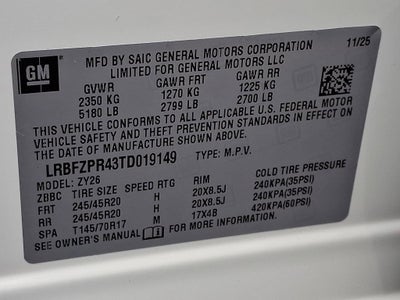 GM
MFD BY SAIC GENERAL MOTORS CORPORATION 11/25
LIMITED FOR GENERAL MOTORS LLC
GVWR GAWR FRT GAWR RR
2350 KG 1270 KG 1225 KG
5180 LB 2799 LB 2700 LB
THIS VEHICLE CONFORMS TO ALL APPLICABLE U.S. FEDERAL MOTOR
VEHICLE SAFETY AND THEFT PREVENTION STANDARDS IN EFFECT ON
THE DATE OF MANUFACTURE SHOWN ABOVE.
LRBFZPR43TD019149 TYPE: M.P.V.
MODEL: ZY26
ZBBC TIRE SIZE SPEED RTG RIM COLD TIRE PRESSURE
FRT 245/45R20 H 20X8.5J 240KPA(35PSI)
RR 245/45R20 H 20X8.5J 240KPA(35PSI)
SPA T145/70R17 M 17X4B 420KPA(60PSI)
SEE OWNER'S MANUAL FOR MORE INFORMATION.